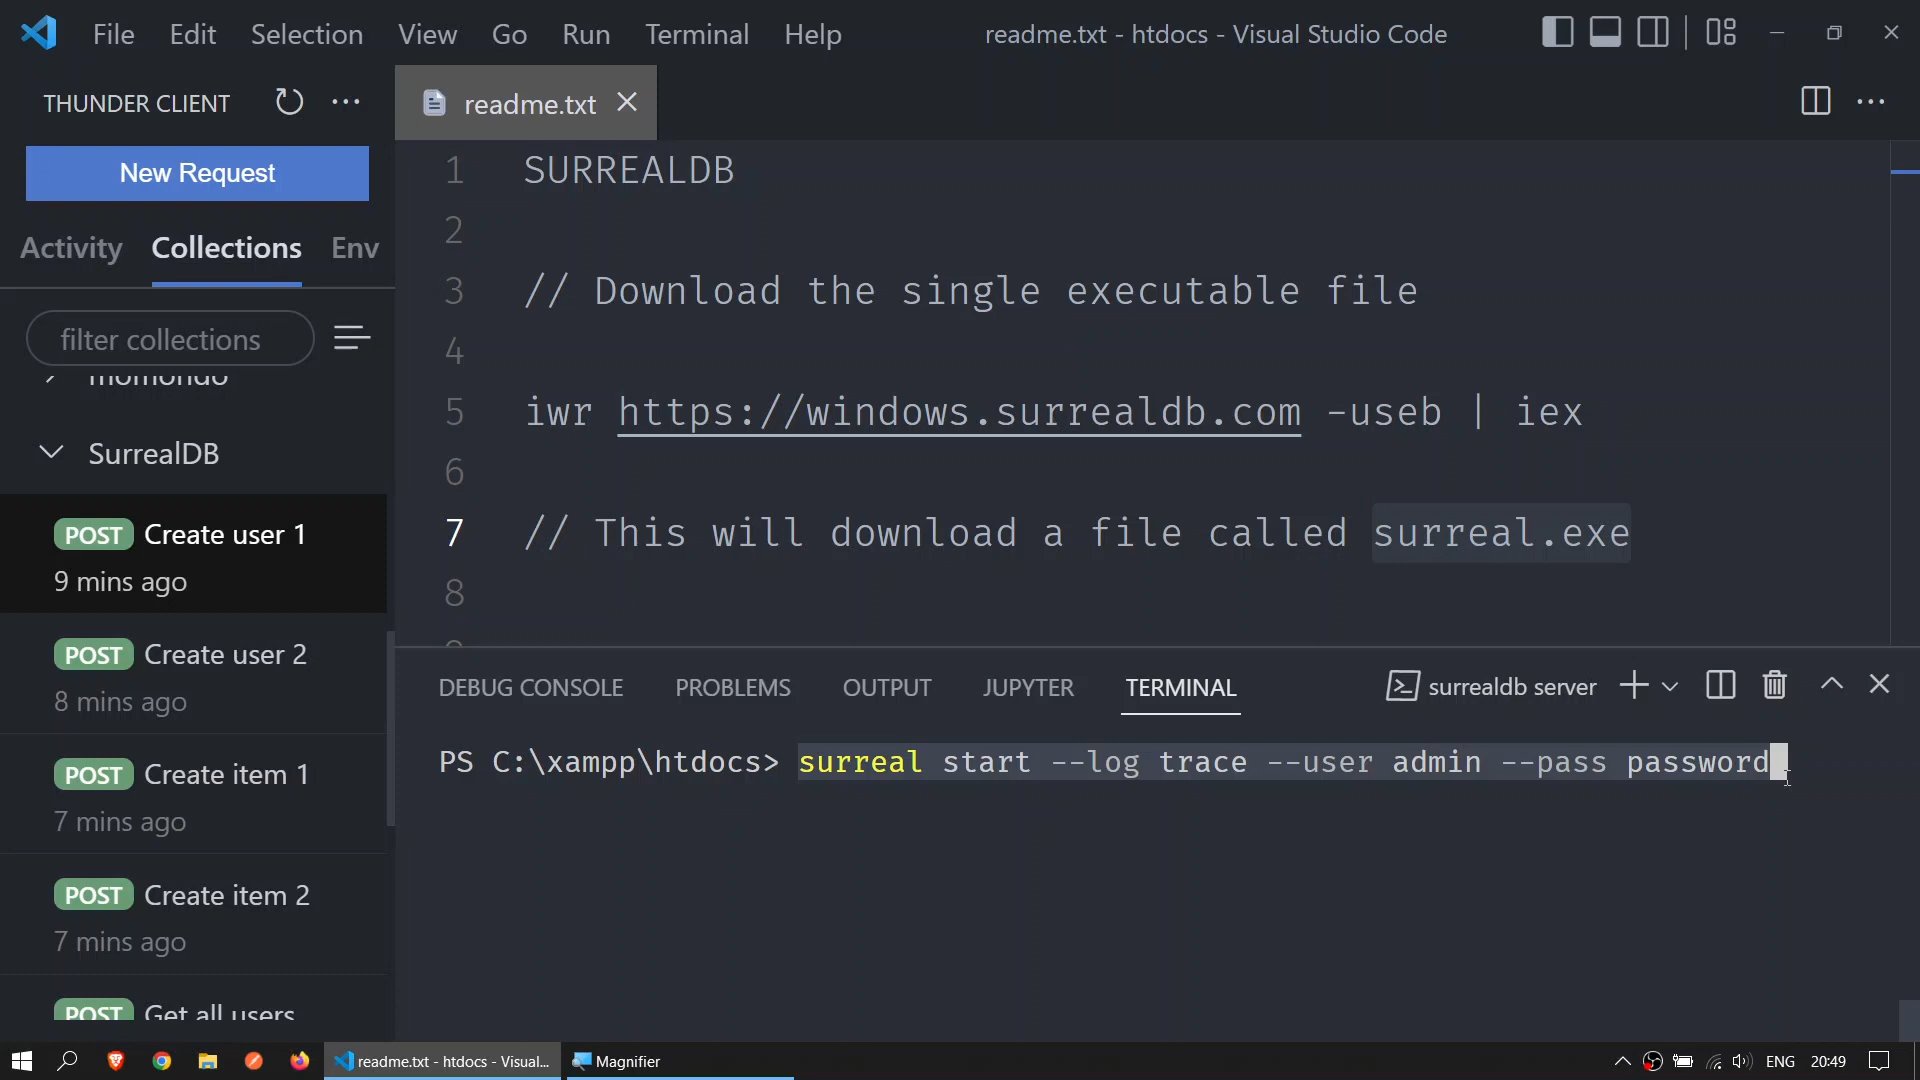 File Edit Selection View Go Run Terminal Help readme.txt - htdocs - Visual Studio Code
THUNDER CLIENT
New Request
Activity Collections Env
filter collections
momondo
SurrealDB
POST Create user 1
9 mins ago
POST Create user 2
8 mins ago
POST Create item 1
7 mins ago
POST Create item 2
7 mins ago
POST Get all users
readme.txt
1 SURREALDB
2
3 // Download the single executable file
4
5 iwr https://windows.surrealdb.com -useb | iex
6
7 // This will download a file called surreal.exe
8
DEBUG CONSOLE PROBLEMS OUTPUT JUPYTER TERMINAL surrealdb server
PS C:\xampp\htdocs> surreal start --log trace --user admin --pass password
readme.txt - htdocs - Visual... Magnifier ENG 20:49